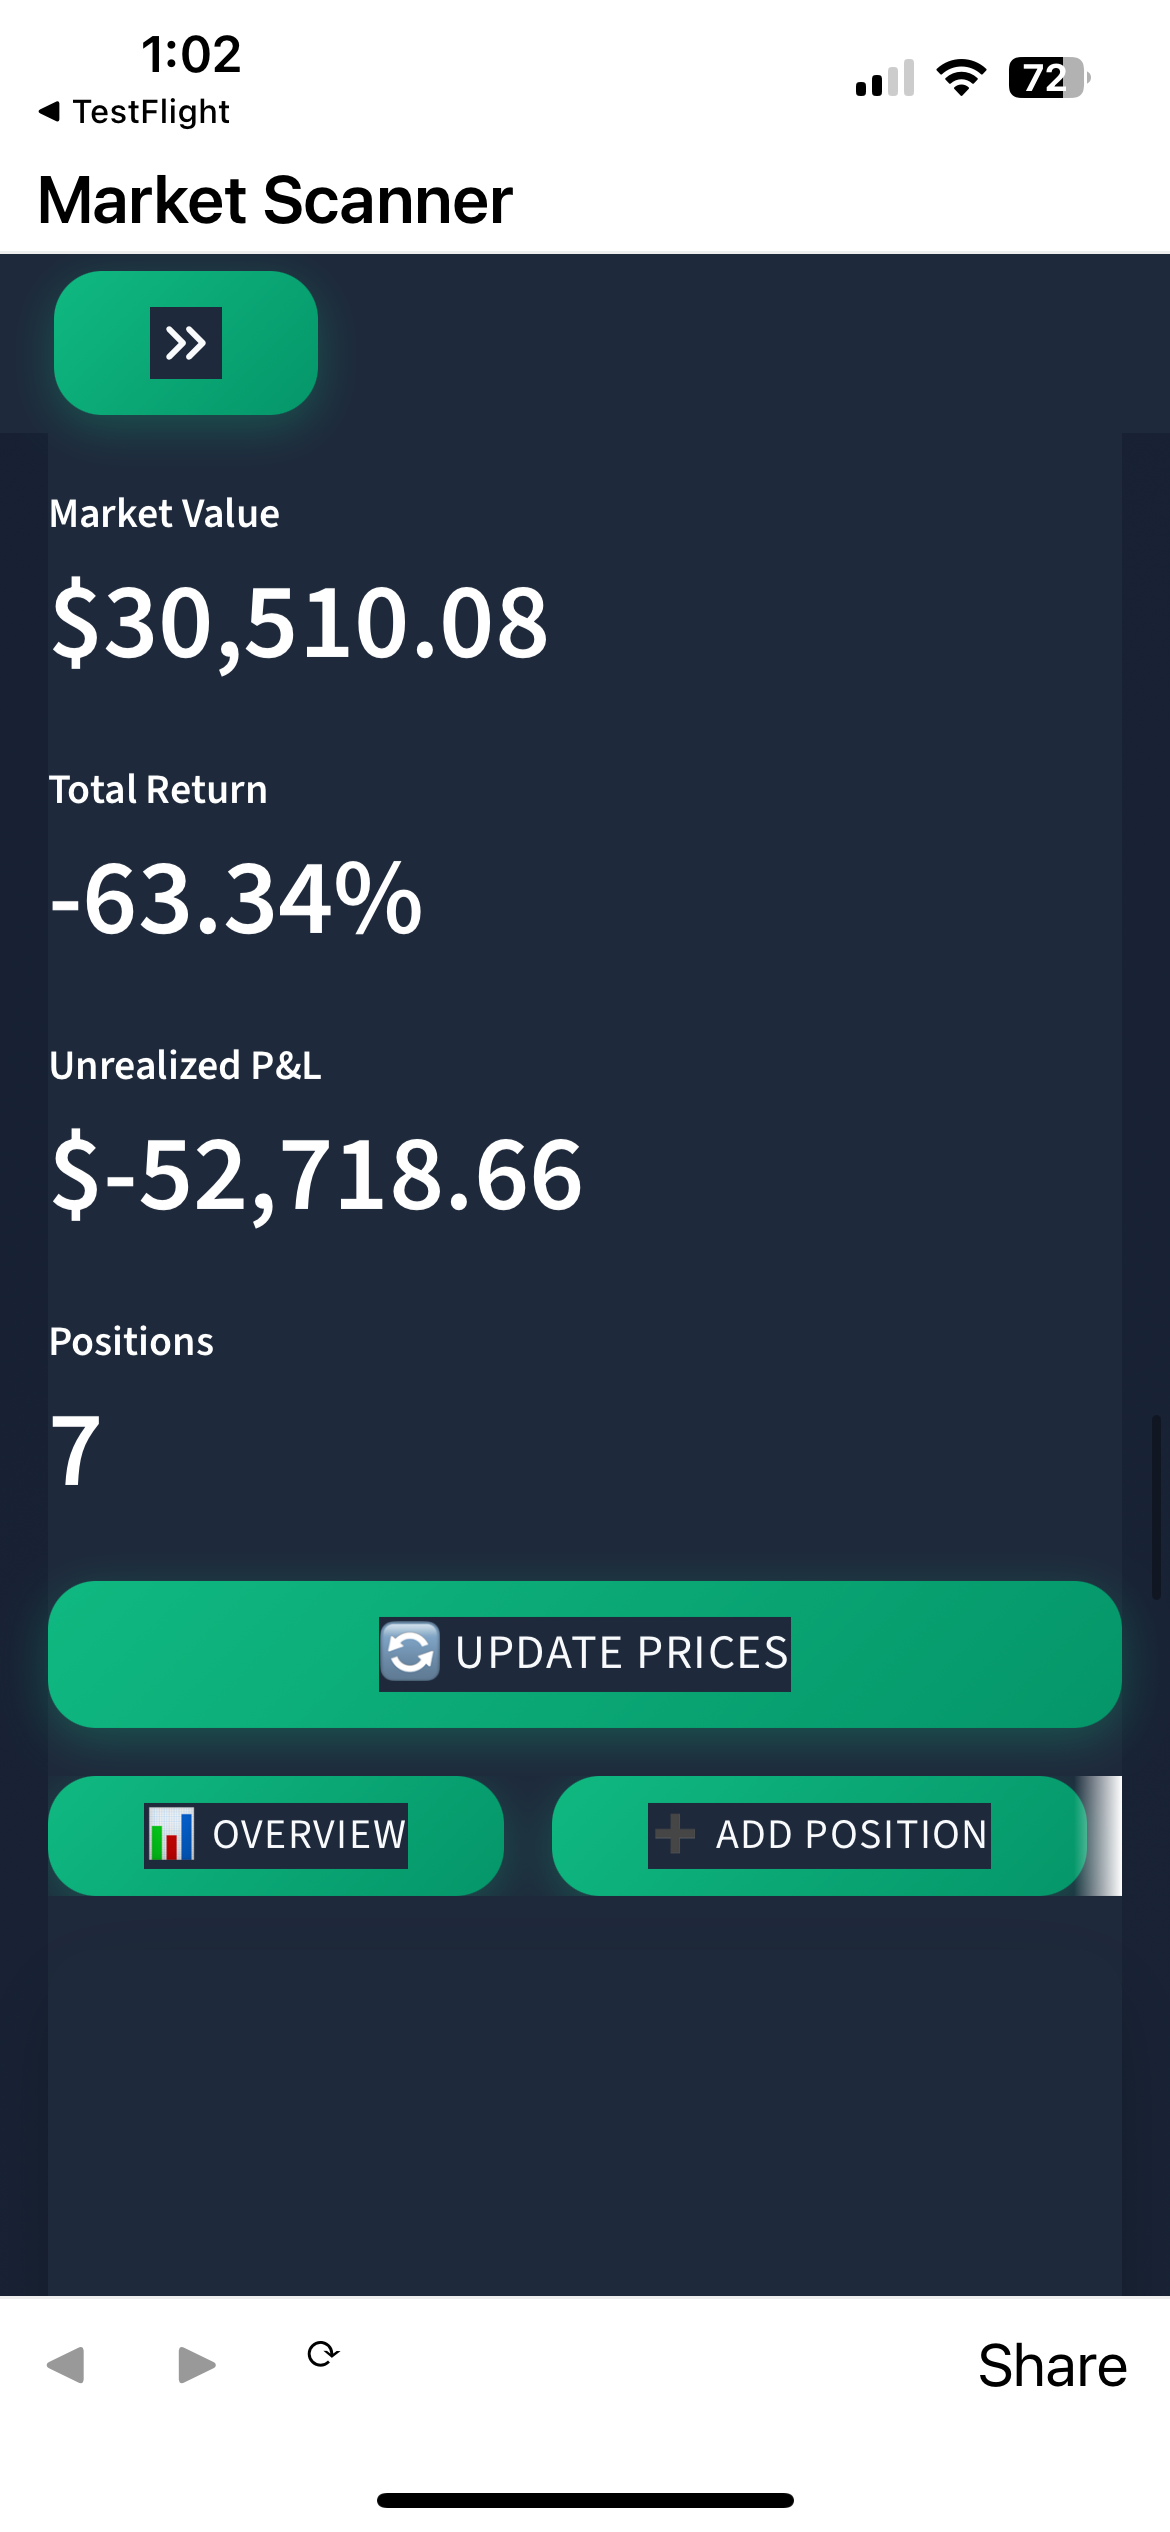 1:02
72
◀ TestFlight
Market Scanner
Market Value
$30,510.08
Total Return
-63.34%
Unrealized P&L
$-52,718.66
Positions
7
UPDATE PRICES
OVERVIEW
ADD POSITION
Share